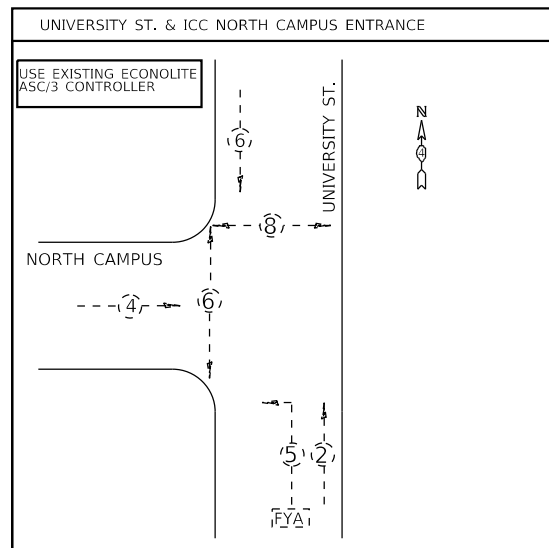 UNIVERSITY ST. & ICC NORTH CAMPUS ENTRANCE
USE EXISTING ECONOLITE
ASC/3 CONTROLLER
UNIVERSITY ST.
N
4
6
8
NORTH CAMPUS
4
6
5
2
FYA